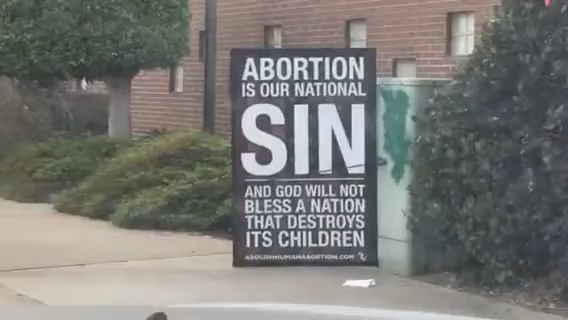 ABORTION
IS OUR NATIONAL
SIN
AND GOD WILL NOT
BLESS A NATION
THAT DESTROYS
ITS CHILDREN
ABOLISHHUMANABORTION.COM